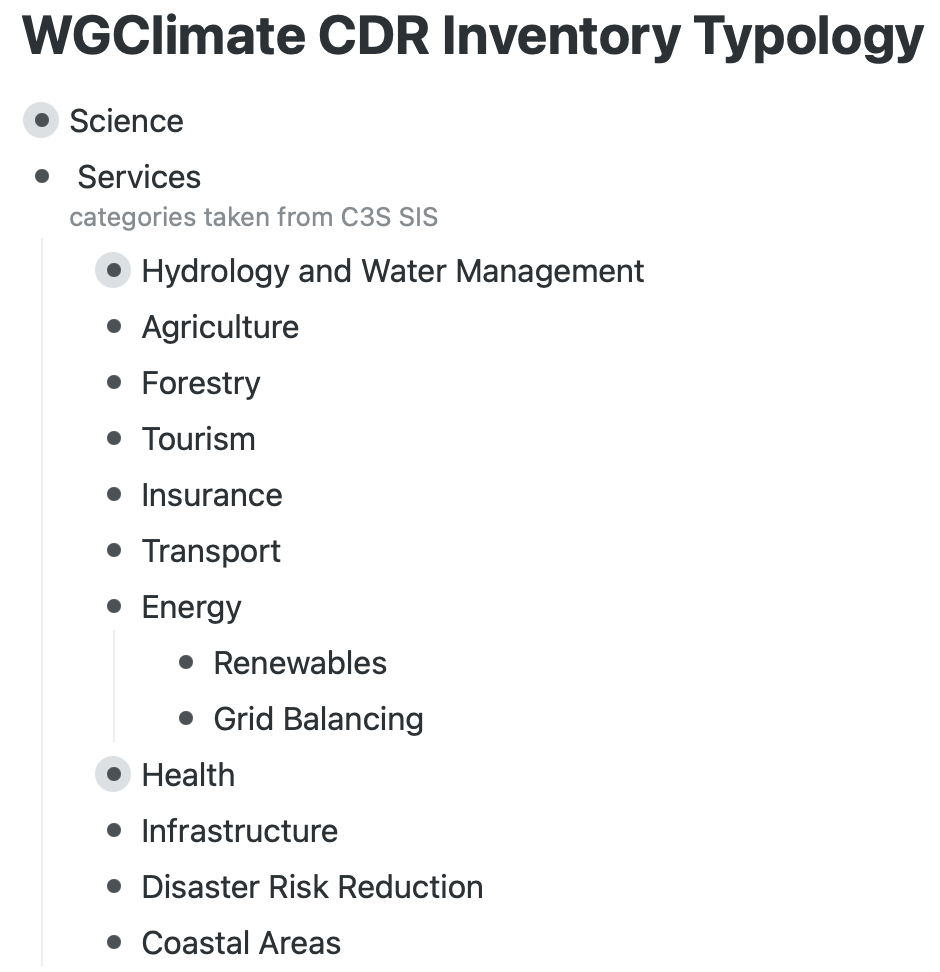 WGClimate CDR Inventory Typology
Science
Services
categories taken from C3S SIS
Hydrology and Water Management
Agriculture
Forestry
Tourism
Insurance
Transport
Energy
Renewables
Grid Balancing
Health
Infrastructure
Disaster Risk Reduction
Coastal Areas